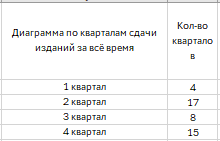 Диаграмма по кварталам сдачи
изданий за всё время
Кол-во
квартало
в
1 квартал 4
2 квартал 17
3 квартал 8
4 квартал 15